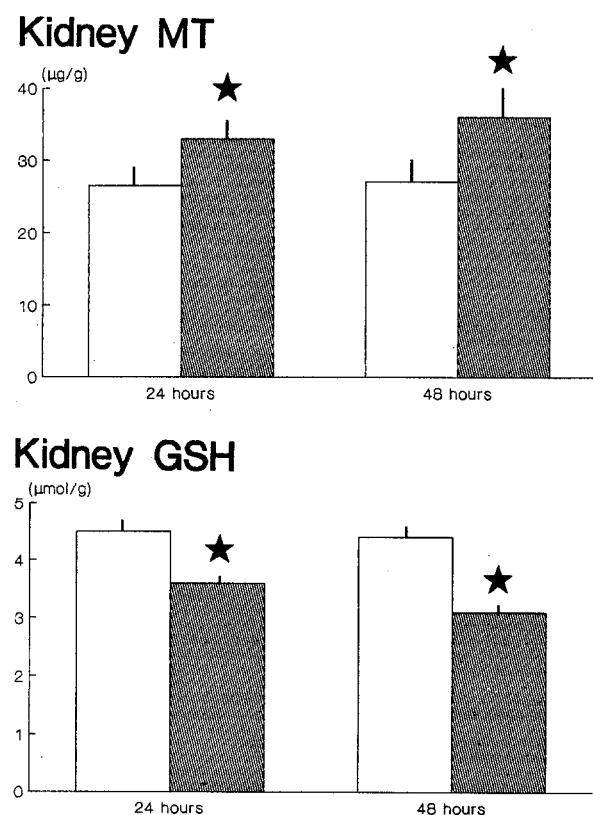 Kidney MT
(μg/g)
40
30
20
10
0
24 hours
48 hours
Kidney GSH
(μmol/g)
5
4
3
2
1
0
24 hours
48 hours